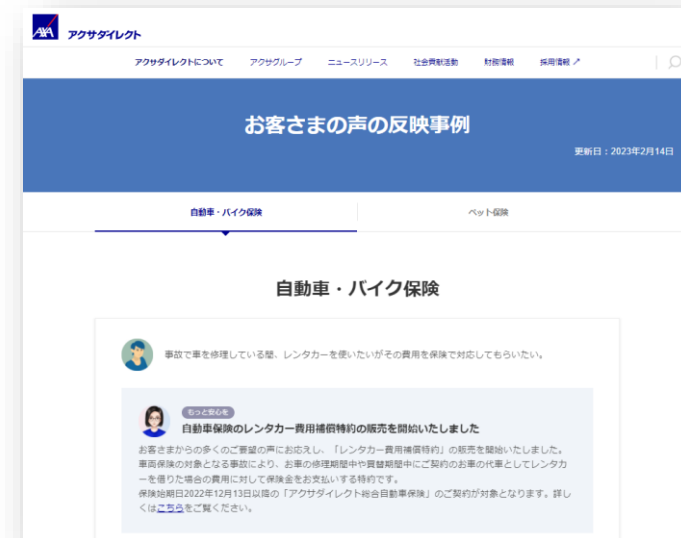 AXA アクサダイレクト
アクサダイレクトについて アクサグループ ニュースリリース 社会貢献活動 財務情報 採用情報
お客さまの声の反映事例
更新日：2023年2月14日
自動車・バイク保険 ペット保険
自動車・バイク保険
事故で車を修理している間、レンタカーを使いたいがその費用を保険で対応してもらいたい。
もっと安心を
自動車保険のレンタカー費用補償特約の販売を開始いたしました
お客さまからの多くのご要望の声にお応えし、「レンタカー費用補償特約」の販売を開始いたしました。
車両保険の対象となる事故により、お車の修理期間中や買替期間中にご契約のお車の代車としてレンタカ
ーを借りた場合の費用に対して保険金をお支払いする特約です。
保険始期日2022年12月13日以降の「アクサダイレクト総合自動車保険」のご契約が対象となります。詳し
くはこちらをご覧ください。